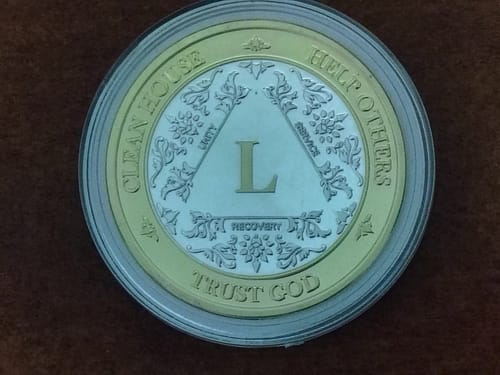 CLEAN HOUSE
HELP OTHERS
TRUST GOD
UNITY
SERVICE
RECOVERY
L